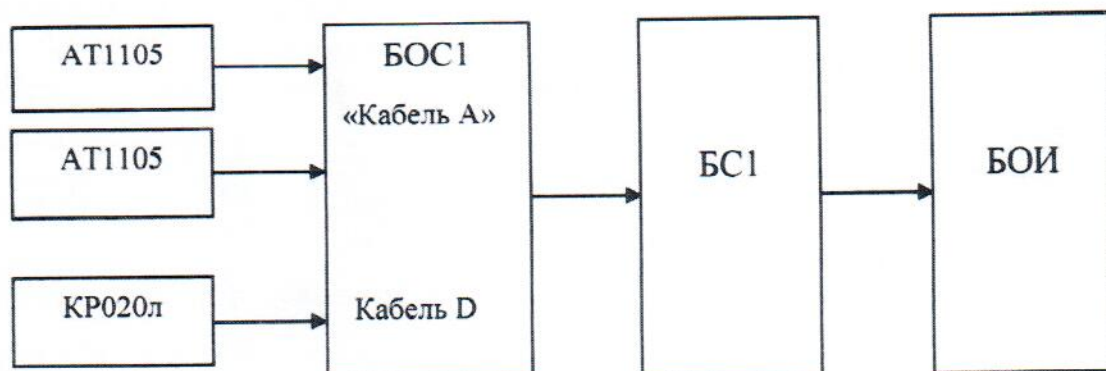 АТ1105
БОС1
«Кабель А»
АТ1105
БС1
БОИ
КР020л
Кабель D